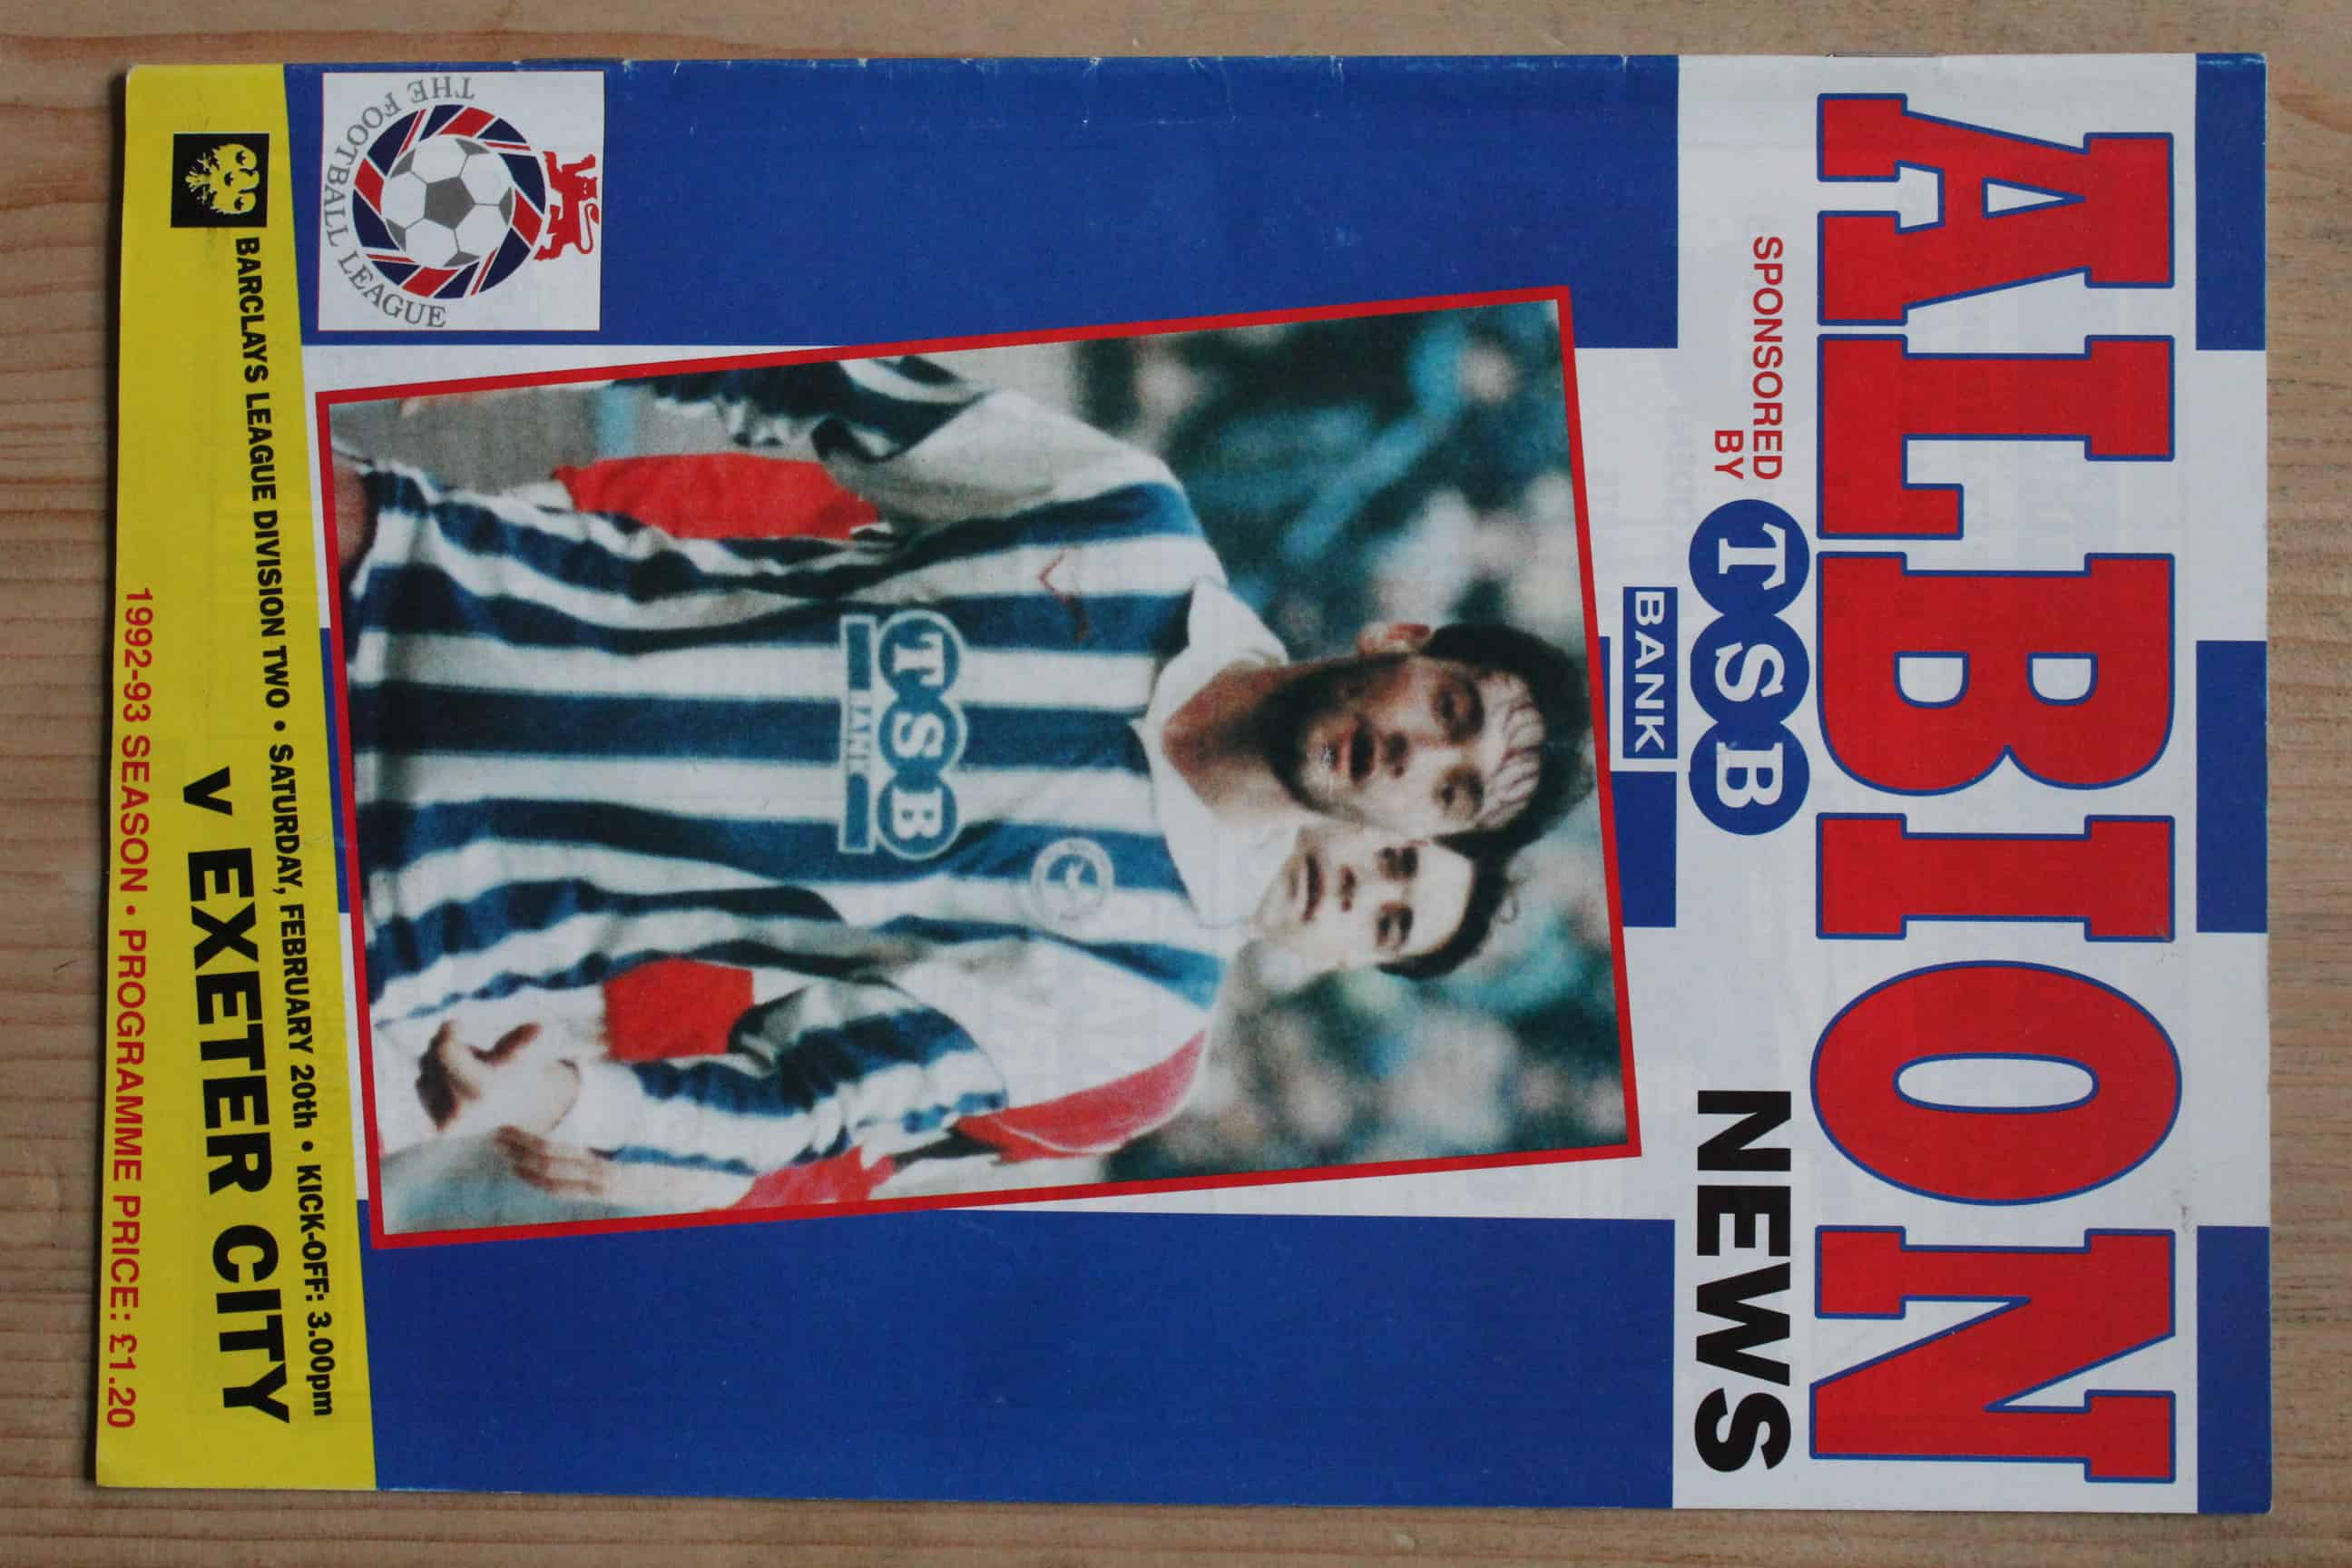 ALBION
SPONSORED
BY
TSB
BANK
NEWS
TSB
BANK
THE FOOTBALL LEAGUE
BARCLAYS LEAGUE DIVISION TWO • SATURDAY, FEBRUARY 20th • KICK-OFF: 3.00pm
v EXETER CITY
1992-93 SEASON • PROGRAMME PRICE: £1.20